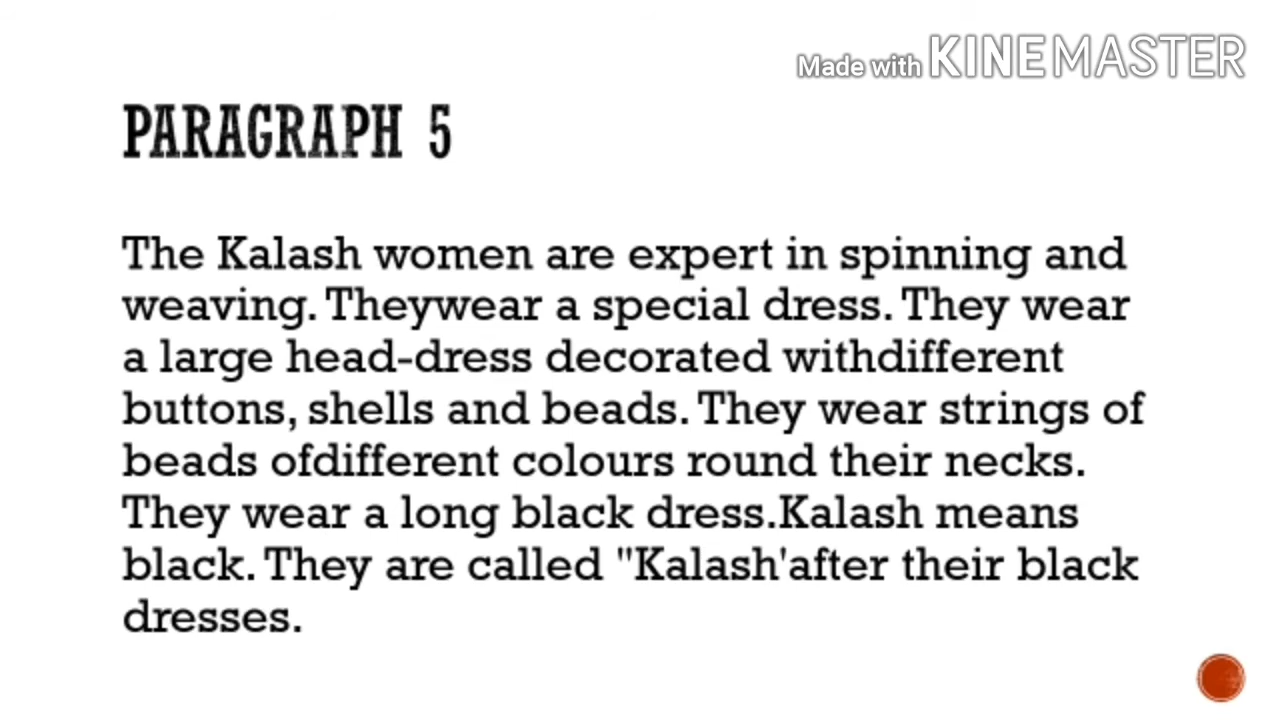 Made with KINEMASTER
PARAGRAPH 5
The Kalash women are expert in spinning and
weaving. Theywear a special dress. They wear
a large head-dress decorated withdifferent
buttons, shells and beads. They wear strings of
beads ofdifferent colours round their necks.
They wear a long black dress.Kalash means
black. They are called "Kalash'after their black
dresses.